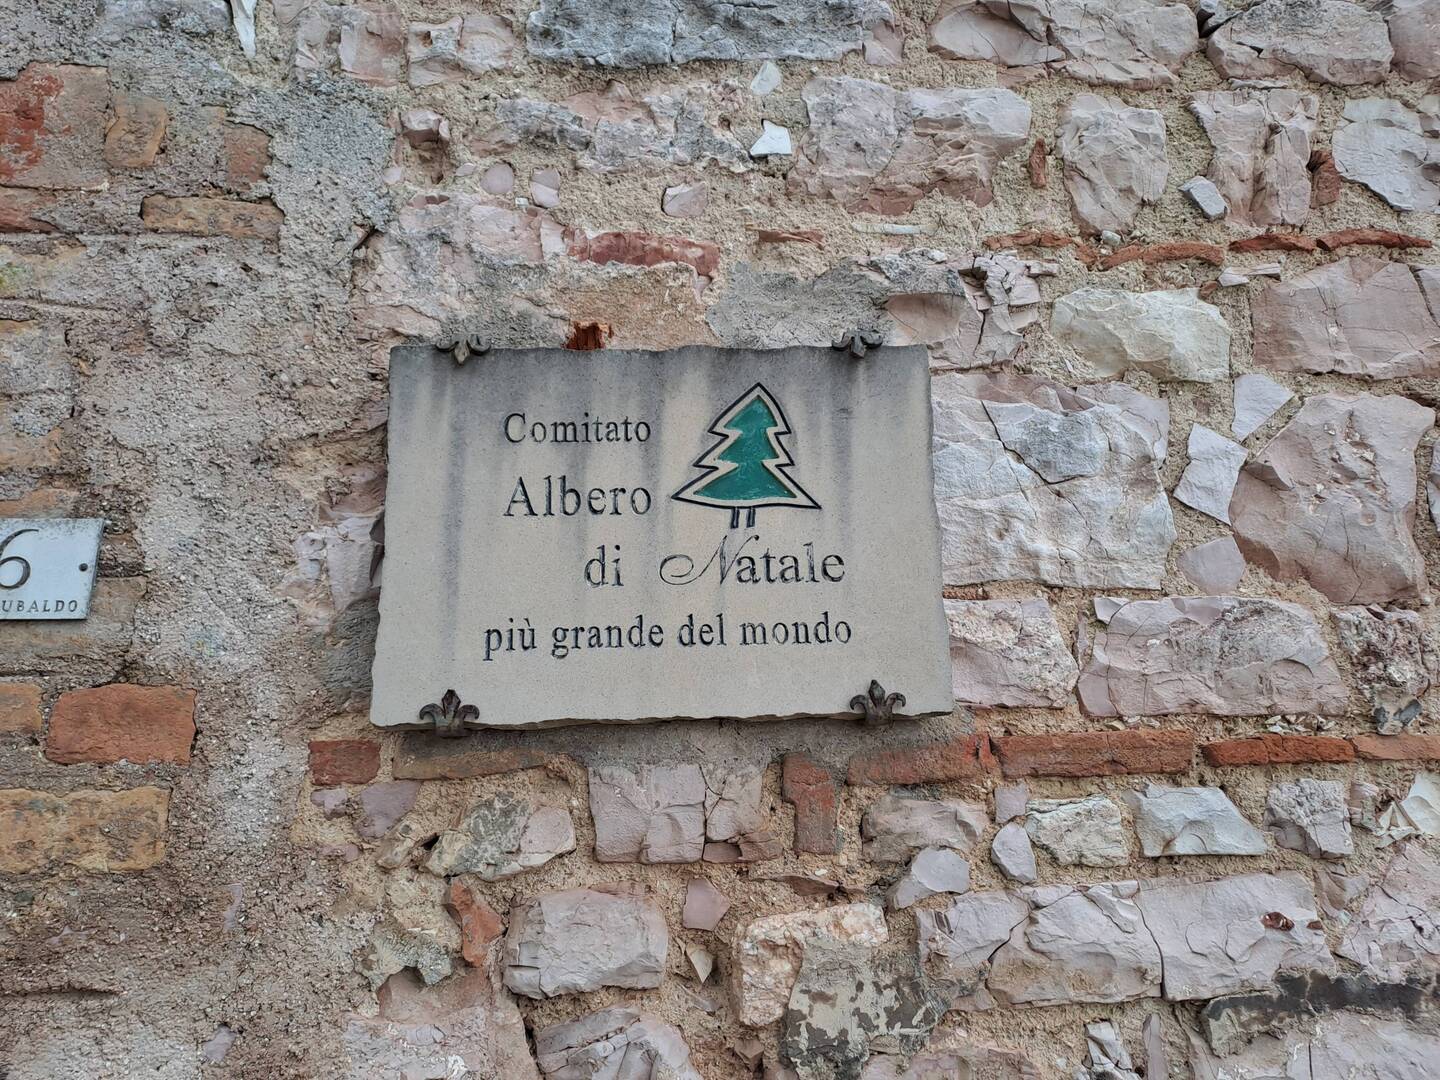 6
UBALDO
Comitato
Albero
di Natale
più grande del mondo